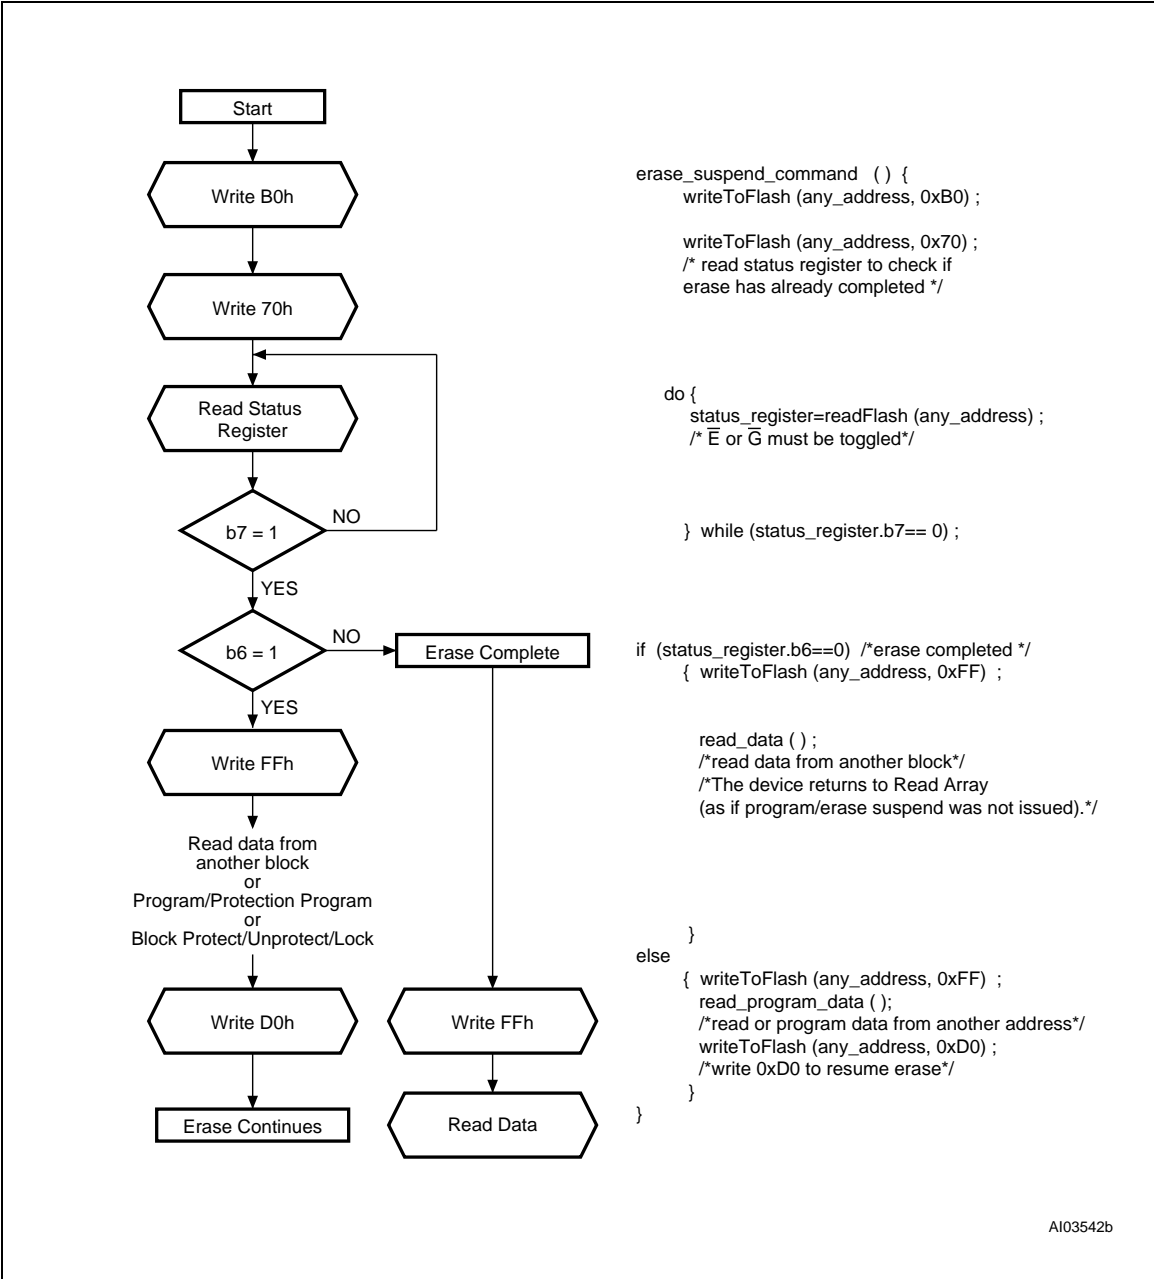 Start
Write B0h
Write 70h
Read Status
Register
b7 = 1
NO
YES
b6 = 1
NO
Erase Complete
YES
Write FFh
Read data from
another block
or
Program/Protection Program
or
Block Protect/Unprotect/Lock
Write D0h
Write FFh
Erase Continues
Read Data
erase_suspend_command ( ) {
writeToFlash (any_address, 0xB0) ;
writeToFlash (any_address, 0x70) ;
/* read status register to check if
erase has already completed */
do {
status_register=readFlash (any_address) ;
/* E̅ or G̅ must be toggled*/
} while (status_register.b7== 0) ;
if (status_register.b6==0) /*erase completed */
{ writeToFlash (any_address, 0xFF) ;
read_data ( ) ;
/*read data from another block*/
/*The device returns to Read Array
(as if program/erase suspend was not issued).*/
}
else
{ writeToFlash (any_address, 0xFF) ;
read_program_data ( );
/*read or program data from another address*/
writeToFlash (any_address, 0xD0) ;
/*write 0xD0 to resume erase*/
}
}
AI03542b